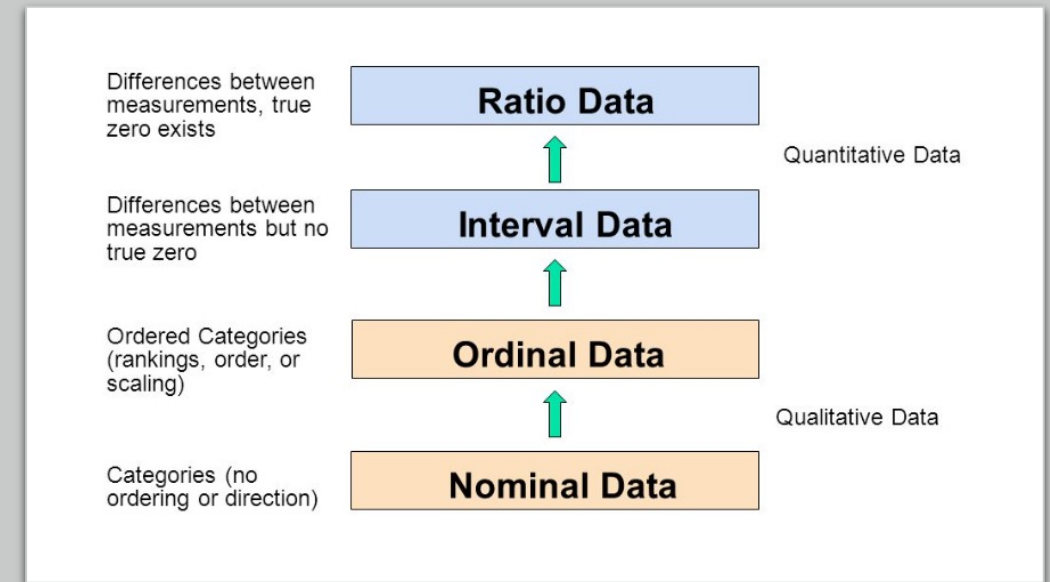 Differences between
measurements, true
zero exists
Ratio Data
Quantitative Data
Differences between
measurements but no
true zero
Interval Data
Ordered Categories
(rankings, order, or
scaling)
Ordinal Data
Qualitative Data
Categories (no
ordering or direction)
Nominal Data